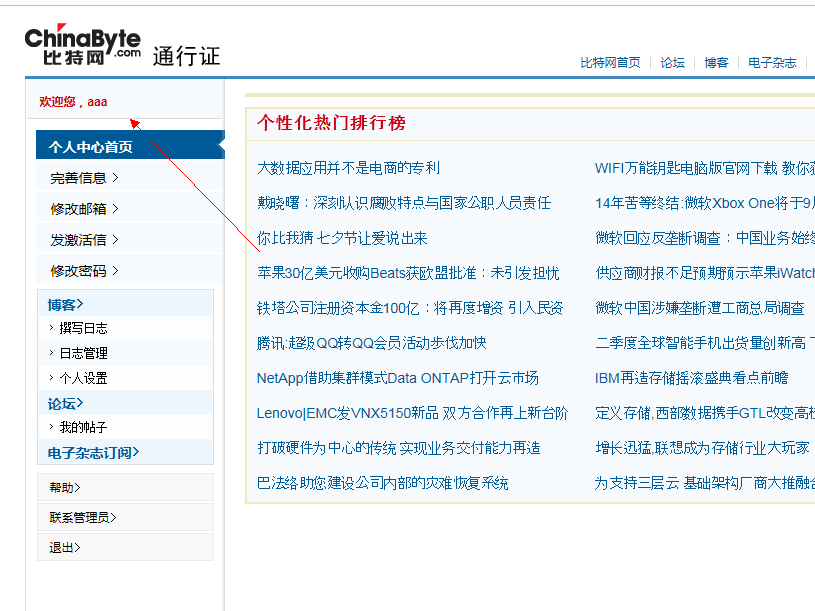 ChinaByte
比特网.com 通行证
比特网首页 论坛 博客 电子杂志
欢迎您，aaa
个性化热门排行榜
个人中心首页
完善信息 >
修改邮箱 >
发激活信 >
修改密码 >
博客>
撰写日志
日志管理
个人设置
论坛>
我的帖子
电子杂志订阅>
帮助>
联系管理员>
退出>
大数据应用并不是电商的专利
戴晓曙：深刻认识腐败特点与国家公职人员责任
你比我猜 七夕节让爱说出来
苹果30亿美元收购Beats获欧盟批准：未引发担忧
铁塔公司注册资本金100亿：将再度增资 引入民资
腾讯:超级QQ转QQ会员活动步伐加快
NetApp借助集群模式Data ONTAP打开云市场
Lenovo|EMC发VNX5150新品 双方合作再上新台阶
打破硬件为中心的传统 实现业务交付能力再造
巴法络助您建设公司内部的灾难恢复系统
WIFI万能钥匙电脑版官网下载 教你
14年苦等终结:微软Xbox One将于9
微软回应反垄断调查：中国业务始
供应商财报不足预期预示苹果iWatch
微软中国涉嫌垄断遭工商总局调查
二季度全球智能手机出货量创新高
IBM再造存储摇滚盛典看点前瞻
定义存储,西部数据携手GTL改变高
增长迅猛,联想成为存储行业大玩家
为支持三层云 基础架构厂商大推融